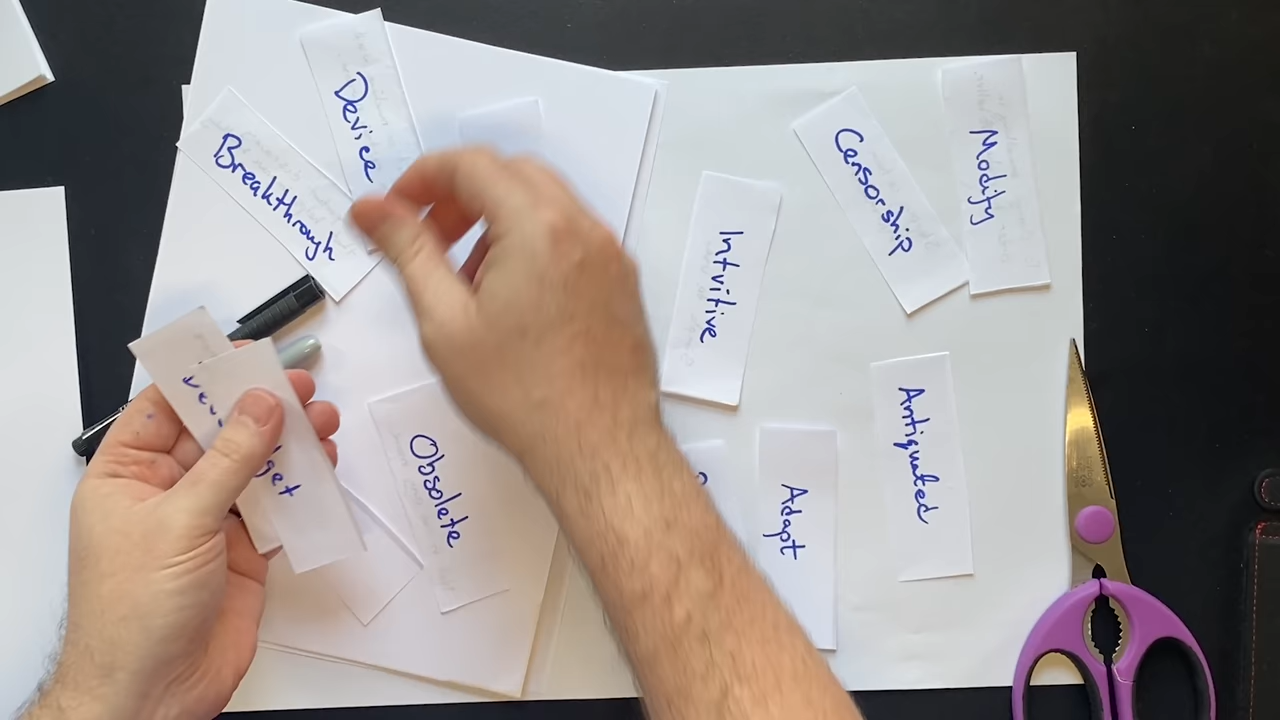 Device
Breakthrough
Censorship
Modify
Intuitive
Antiquated
Obsolete
Adapt